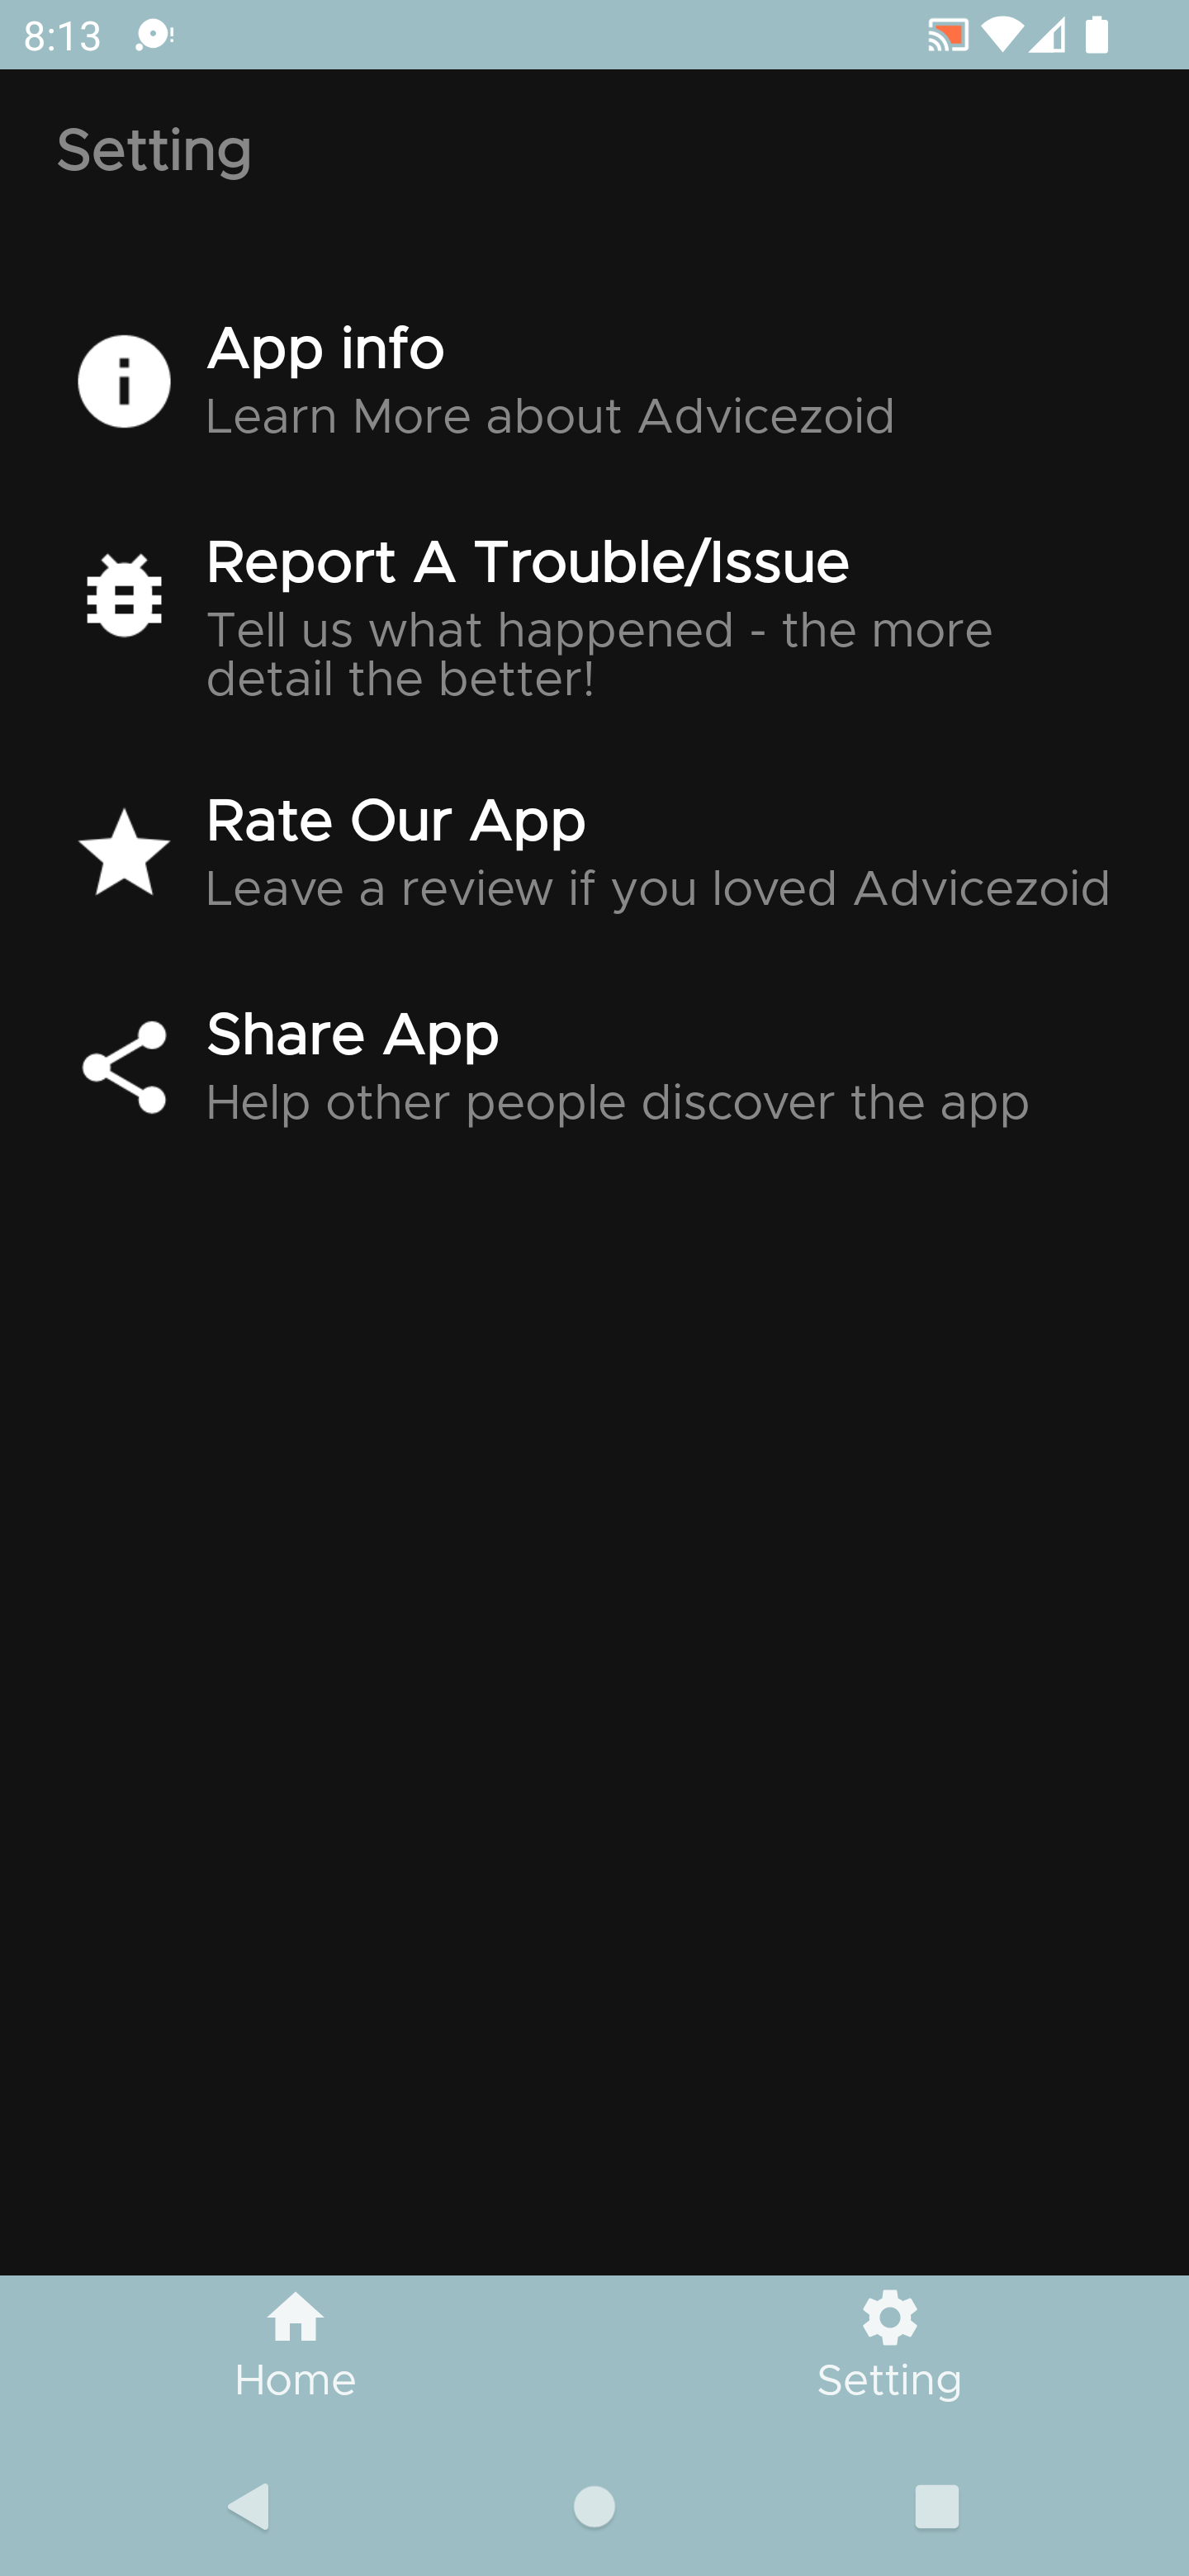 8:13
Setting
App info
Learn More about Advicezoid
Report A Trouble/Issue
Tell us what happened - the more
detail the better!
Rate Our App
Leave a review if you loved Advicezoid
Share App
Help other people discover the app
Home
Setting